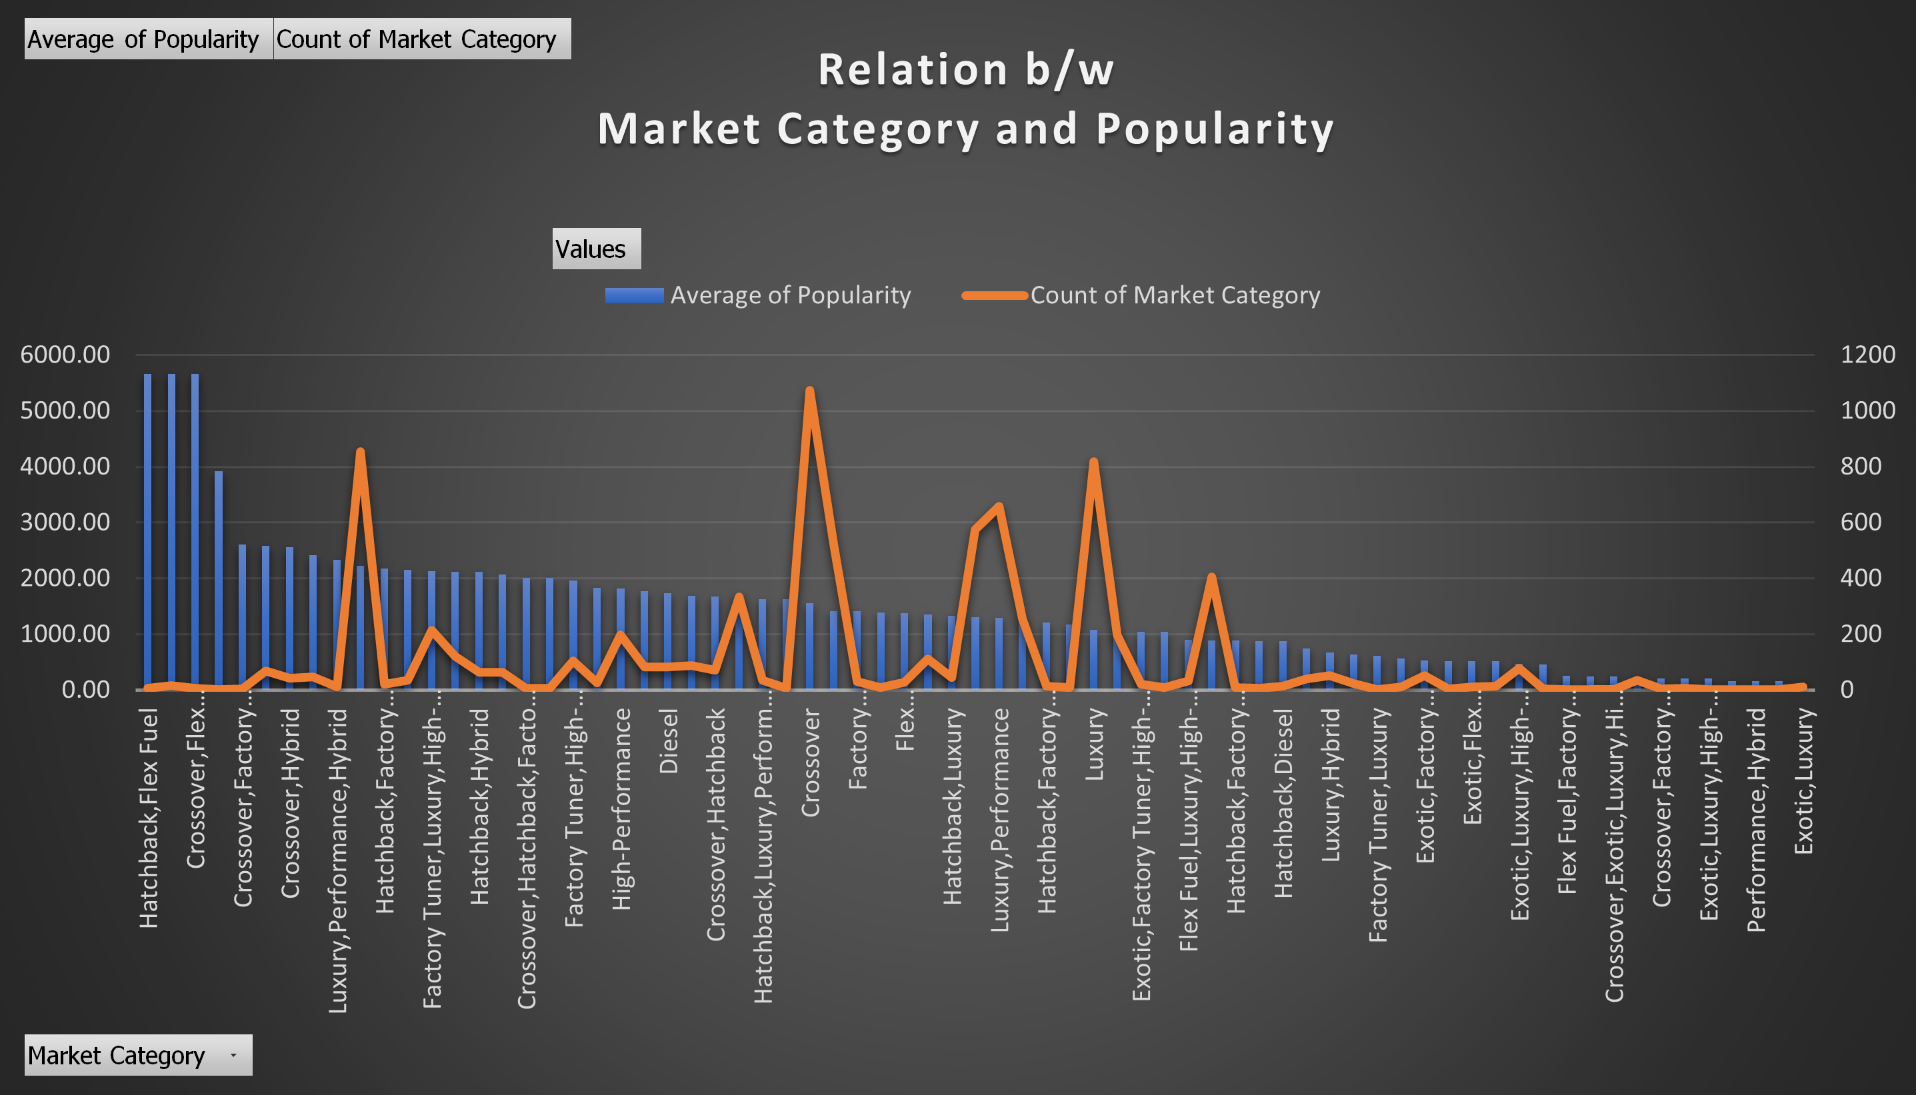 Average of Popularity Count of Market Category
Relation b/w
Market Category and Popularity
Values
Average of Popularity Count of Market Category
6000.00
5000.00
4000.00
3000.00
2000.00
1000.00
0.00
1200
1000
800
600
400
200
0
Hatchback,Flex Fuel
Crossover,Flex…
Crossover,Factory…
Crossover,Hybrid
Luxury,Performance,Hybrid
Hatchback,Factory…
Factory Tuner,Luxury,High-…
Hatchback,Hybrid
Crossover,Hatchback,Facto…
Factory Tuner,High-…
High-Performance
Diesel
Crossover,Hatchback
Hatchback,Luxury,Perform…
Crossover
Factory…
Flex…
Hatchback,Luxury
Luxury,Performance
Hatchback,Factory…
Luxury
Exotic,Factory Tuner,High-…
Flex Fuel,Luxury,High-…
Hatchback,Factory…
Hatchback,Diesel
Luxury,Hybrid
Factory Tuner,Luxury
Exotic,Factory…
Exotic,Flex…
Exotic,Luxury,High-…
Flex Fuel,Factory…
Crossover,Exotic,Luxury,Hi…
Crossover,Factory…
Exotic,Luxury,High-…
Performance,Hybrid
Exotic,Luxury
Market Category